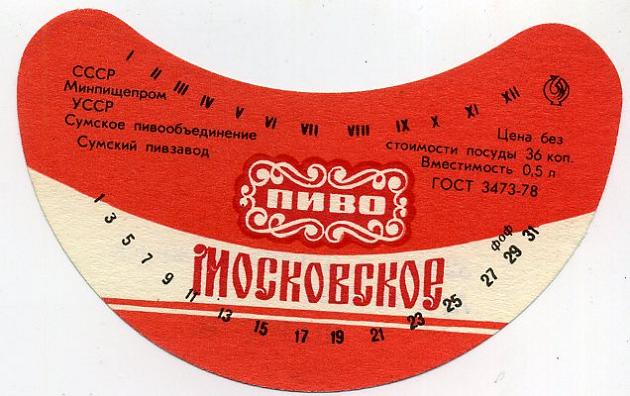 I II III IV V VI VII VIII IX X XI XII
СССР
Минпищепром
УССР
Сумское пивообъединение
Сумский пивзавод
Цена без
стоимости посуды 36 коп.
Вместимость 0,5 л
ГОСТ 3473-78
ПИВО
МОСКОВСКОЕ
1 3 5 7 9 11 13 15 17 19 21 23 25 27 29 31
фоф